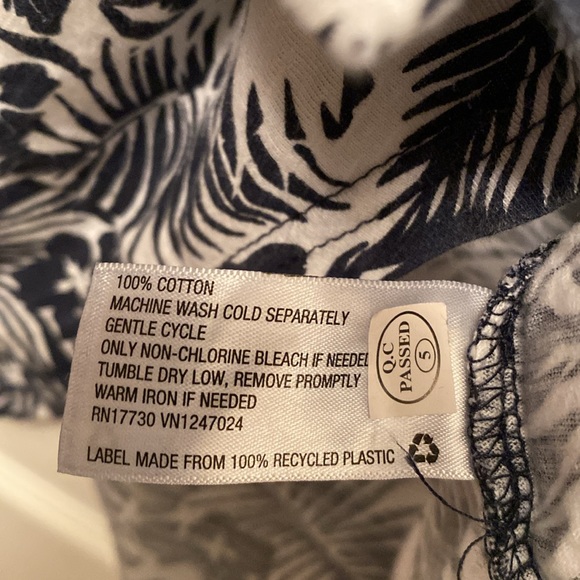 100% COTTON
MACHINE WASH COLD SEPARATELY
GENTLE CYCLE
ONLY NON-CHLORINE BLEACH IF NEEDED
TUMBLE DRY LOW, REMOVE PROMPTLY
WARM IRON IF NEEDED
RN17730 VN1247024
LABEL MADE FROM 100% RECYCLED PLASTIC
Q.C
PASSED
5